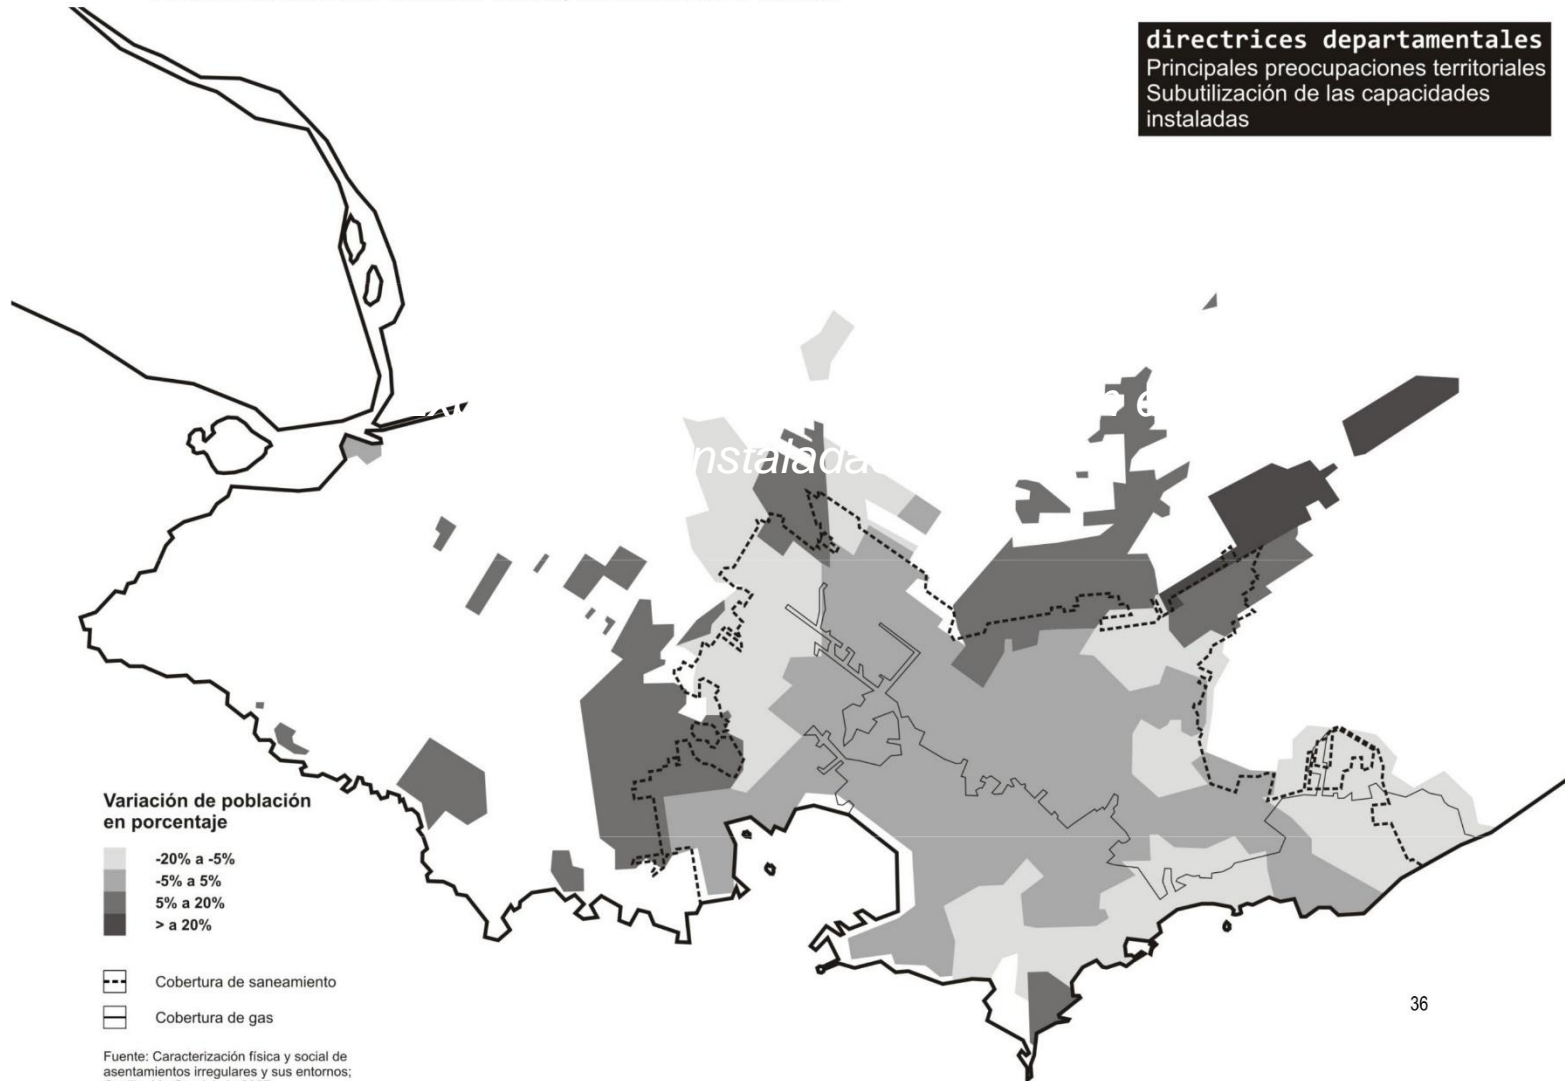 directrices departamentales
Principales preocupaciones territoriales
Subutilización de las capacidades
instaladas
Variación de población
en porcentaje
-20% a -5%
-5% a 5%
5% a 20%
> a 20%
Cobertura de saneamiento
Cobertura de gas
36
Fuente: Caracterización física y social de
asentamientos irregulares y sus entornos;